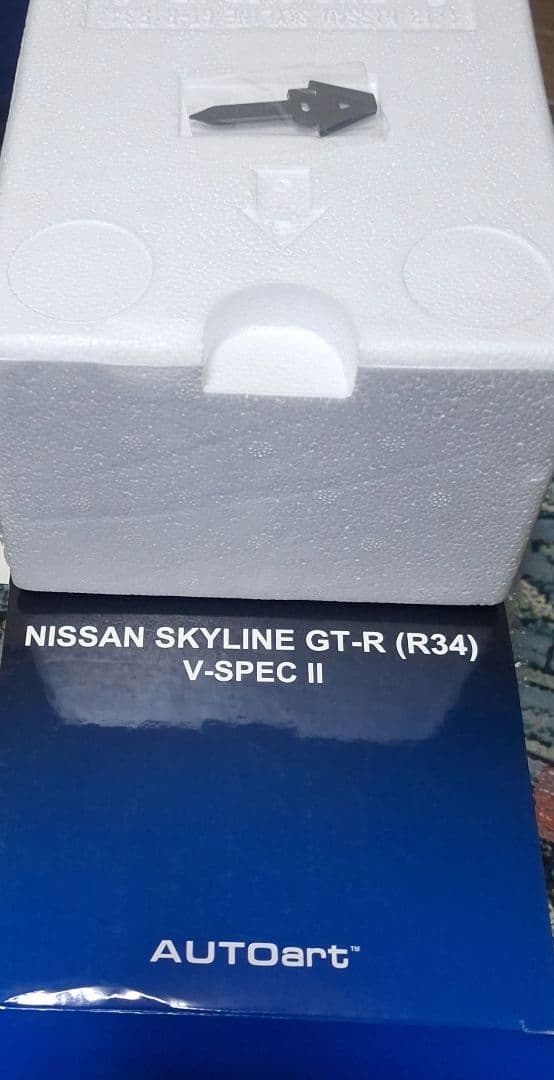 NISSAN SKYLINE GT-R (R34)
V-SPEC II
AUTOart™